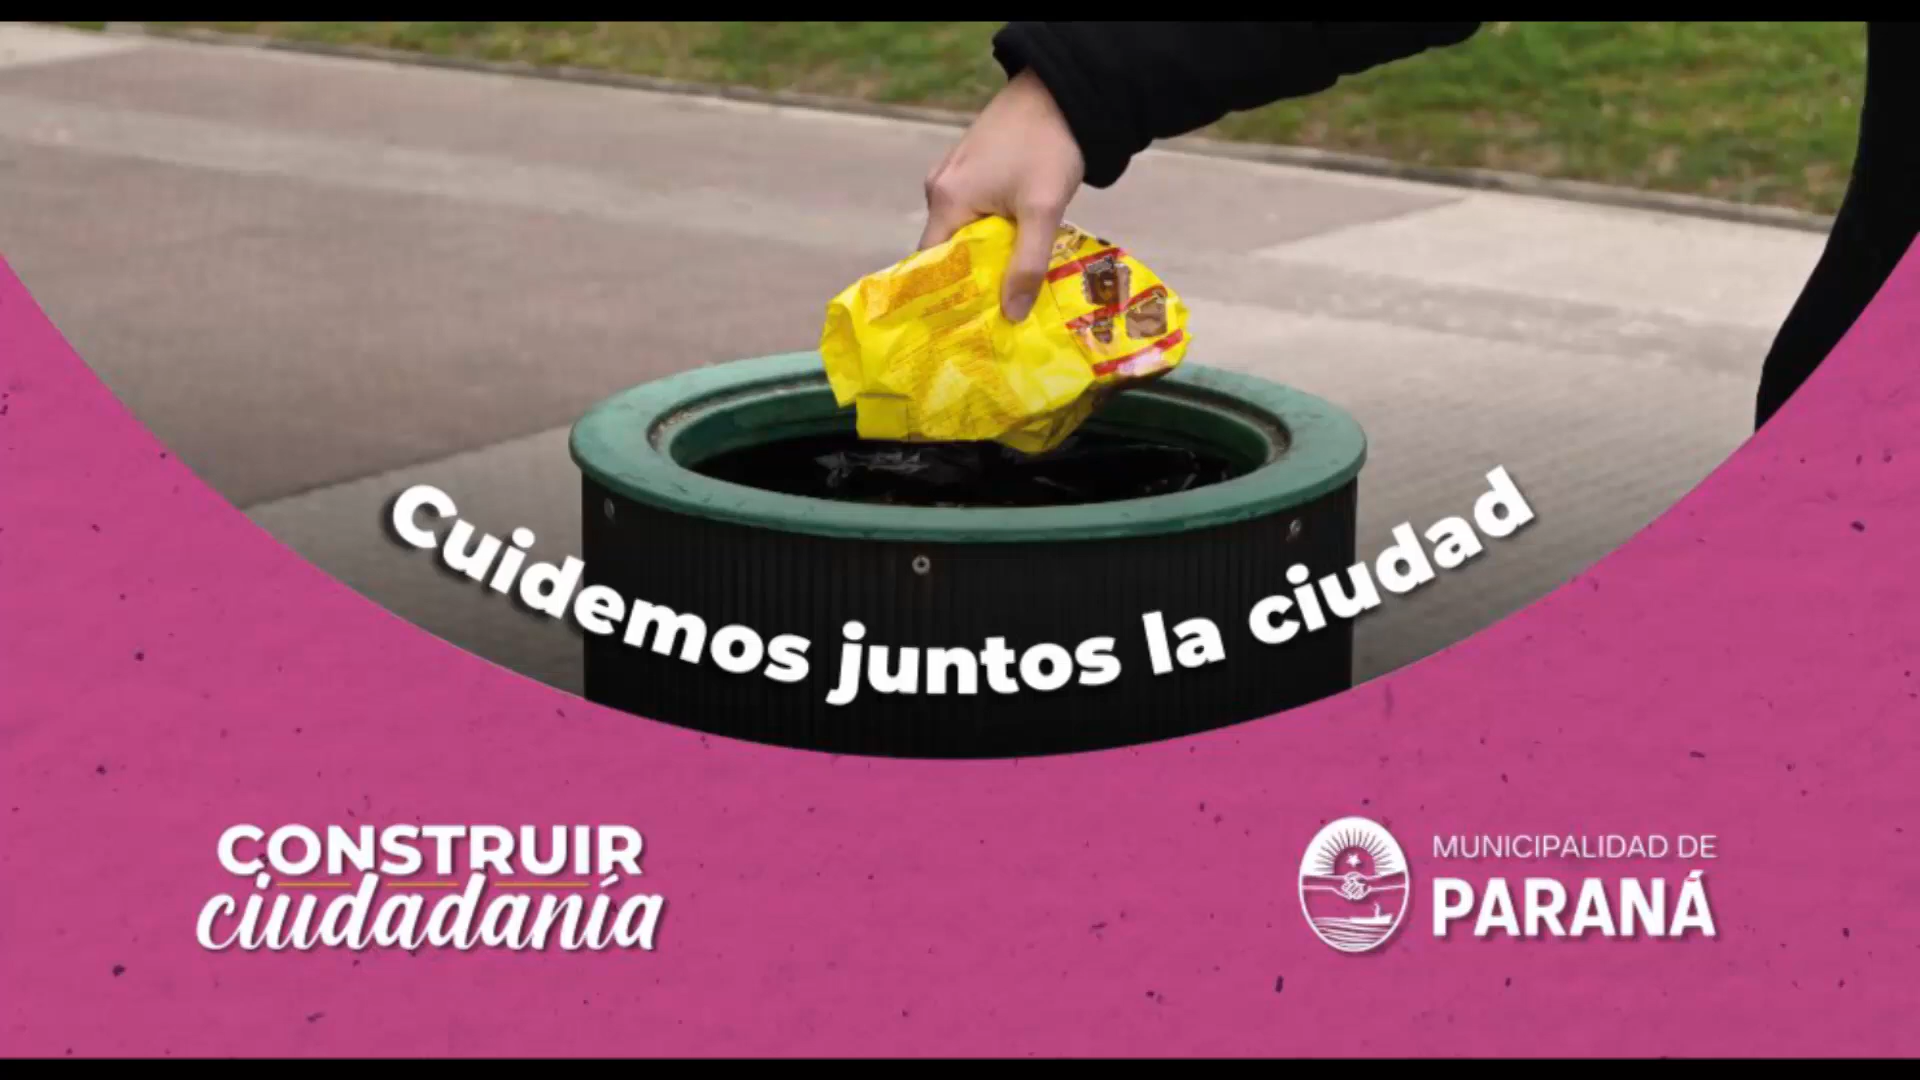 Cuidemos juntos la ciudad
CONSTRUIR
ciudadanía
MUNICIPALIDAD DE
PARANÁ